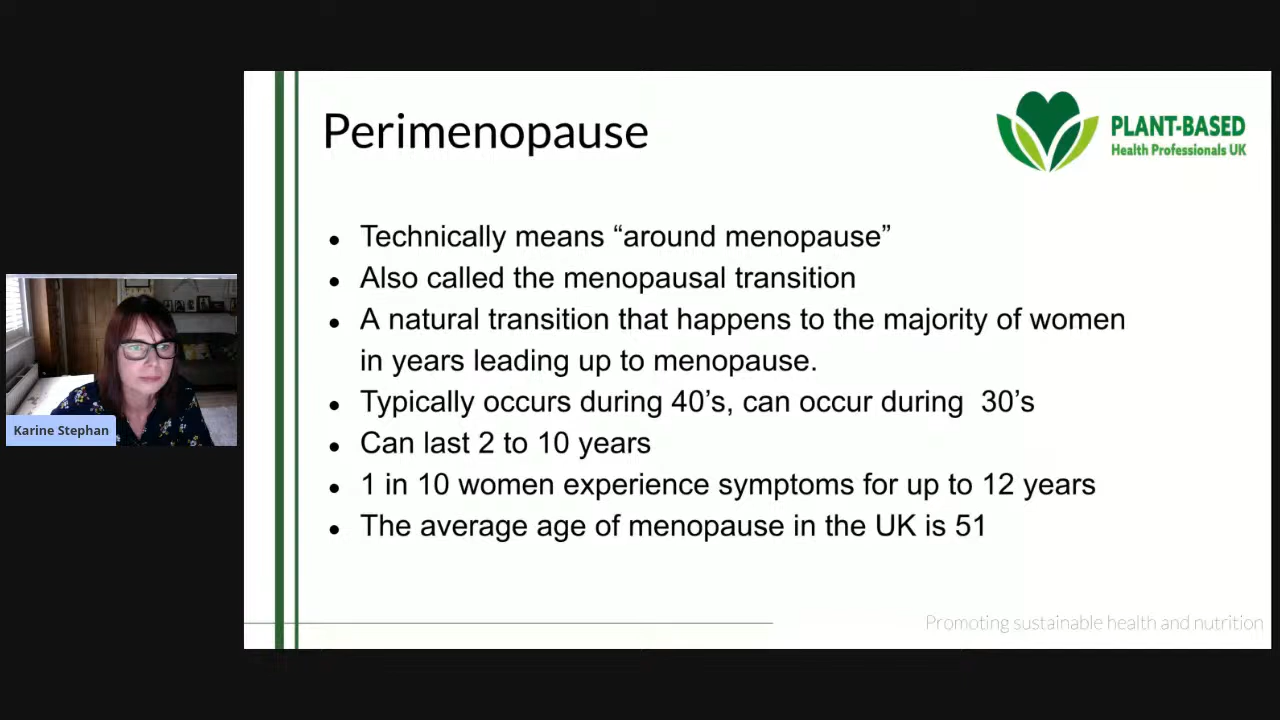 Perimenopause
PLANT-BASED
Health Professionals UK
● Technically means “around menopause”
● Also called the menopausal transition
● A natural transition that happens to the majority of women
in years leading up to menopause.
● Typically occurs during 40’s, can occur during  30’s
● Can last 2 to 10 years
● 1 in 10 women experience symptoms for up to 12 years
● The average age of menopause in the UK is 51
Karine Stephan
Promoting sustainable health and nutrition